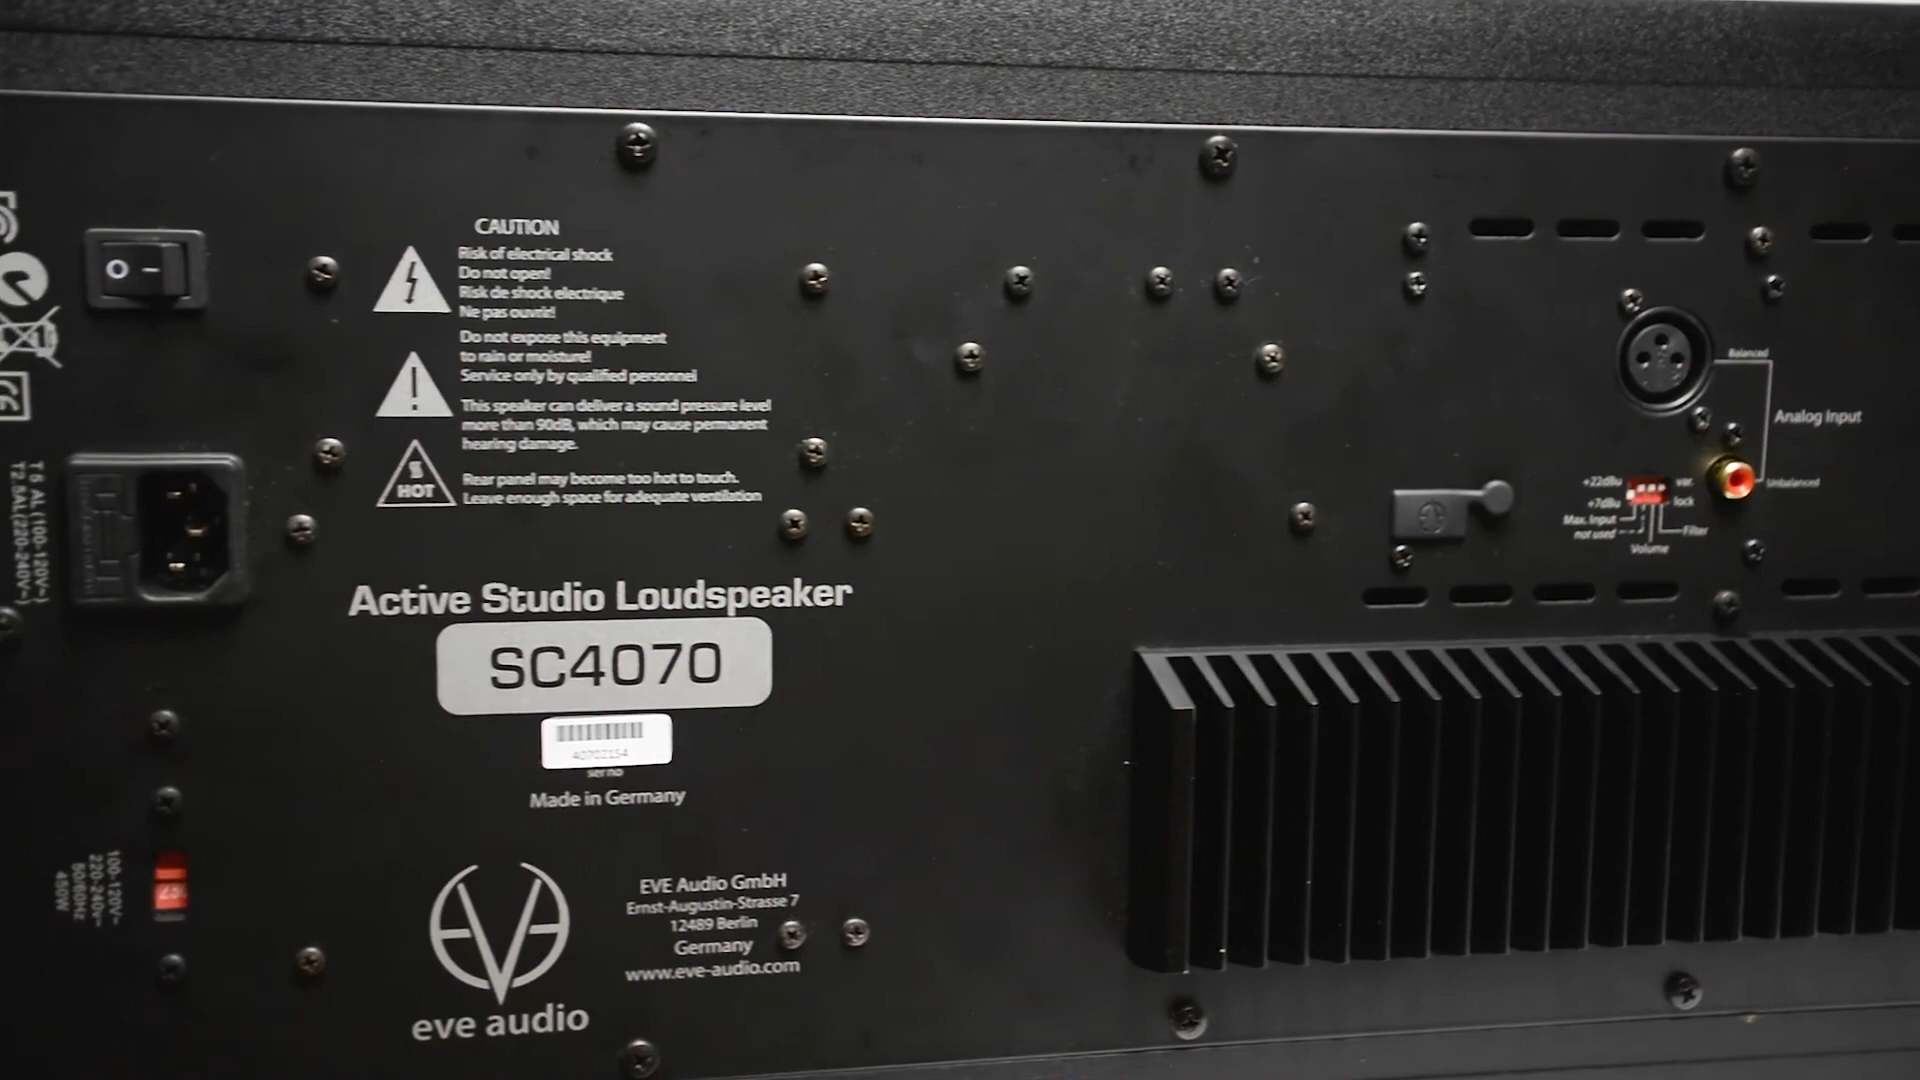 CAUTION
Risk of electrical shock
Do not open!
Risk de shock electrique
Ne pas ouvrir!
Do not expose this equipment
to rain or moisture!
Service only by qualified personnel
This speaker can deliver a sound pressure level
more than 90dB, which may cause permanent
hearing damage.
HOT
Rear panel may become too hot to touch.
Leave enough space for adequate ventilation
T 5 AL (100-120V~)
T2.5AL(220-240V~)
Active Studio Loudspeaker
SC4070
40702154
ser no
Made in Germany
100-120V/~
220-240v~
50/60Hz
450W
EVE
eve audio
EVE Audio GmbH
Ernst-Augustin-Strasse 7
12489 Berlin
Germany
www.eve-audio.com
Balanced
Analog Input
Unbalanced
+22dBu
+7dBu
Max. Input
not used
Volume
Filter
var.
lock